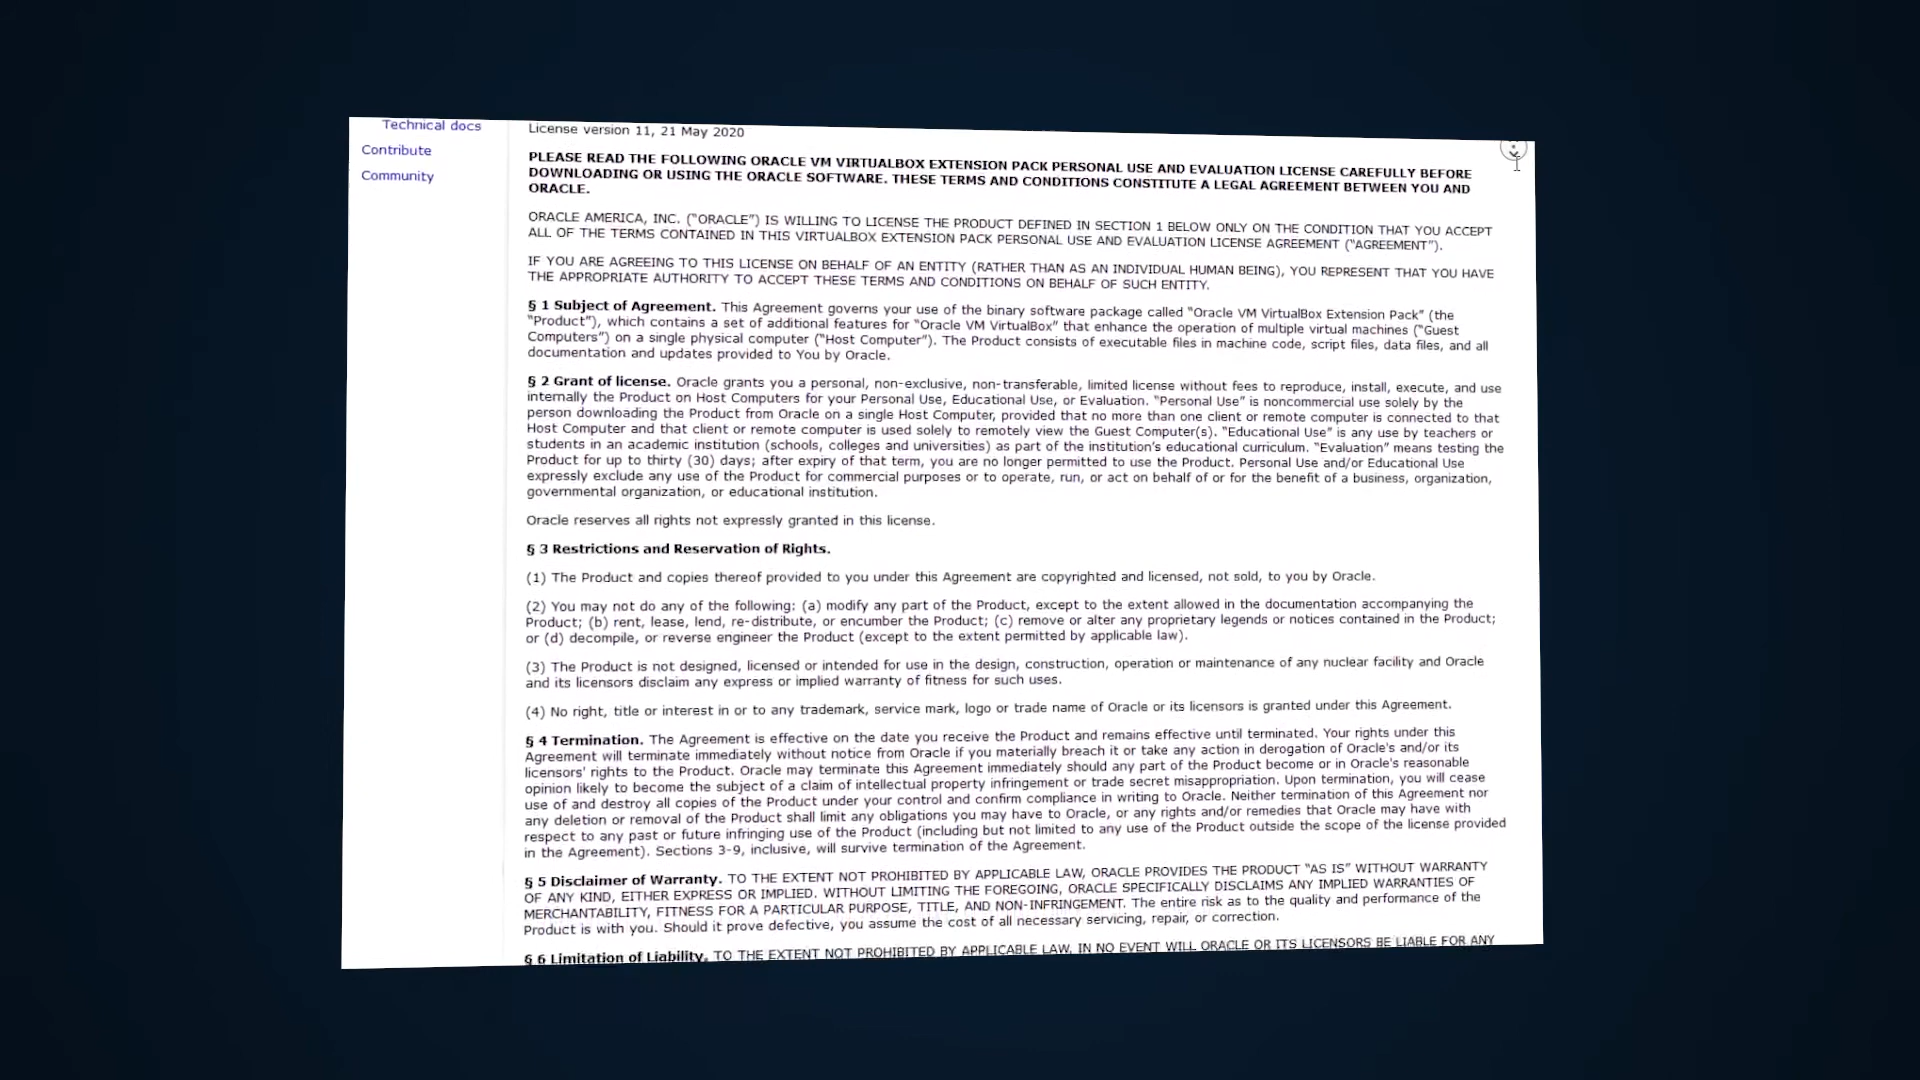 Technical docs
Contribute
Community
License version 11, 21 May 2020
PLEASE READ THE FOLLOWING ORACLE VM VIRTUALBOX EXTENSION PACK PERSONAL USE AND EVALUATION LICENSE CAREFULLY BEFORE
DOWNLOADING OR USING THE ORACLE SOFTWARE. THESE TERMS AND CONDITIONS CONSTITUTE A LEGAL AGREEMENT BETWEEN YOU AND
ORACLE.
ORACLE AMERICA, INC. (“ORACLE”) IS WILLING TO LICENSE THE PRODUCT DEFINED IN SECTION 1 BELOW ONLY ON THE CONDITION THAT YOU ACCEPT
ALL OF THE TERMS CONTAINED IN THIS VIRTUALBOX EXTENSION PACK PERSONAL USE AND EVALUATION LICENSE AGREEMENT (“AGREEMENT”).
IF YOU ARE AGREEING TO THIS LICENSE ON BEHALF OF AN ENTITY (RATHER THAN AS AN INDIVIDUAL HUMAN BEING), YOU REPRESENT THAT YOU HAVE
THE APPROPRIATE AUTHORITY TO ACCEPT THESE TERMS AND CONDITIONS ON BEHALF OF SUCH ENTITY.
§ 1 Subject of Agreement. This Agreement governs your use of the binary software package called “Oracle VM VirtualBox Extension Pack” (the
“Product”), which contains a set of additional features for “Oracle VM VirtualBox” that enhance the operation of multiple virtual machines (“Guest
Computers”) on a single physical computer (“Host Computer”). The Product consists of executable files in machine code, script files, data files, and all
documentation and updates provided to You by Oracle.
§ 2 Grant of license. Oracle grants you a personal, non-exclusive, non-transferable, limited license without fees to reproduce, install, execute, and use
internally the Product on Host Computers for your Personal Use, Educational Use, or Evaluation. “Personal Use” is noncommercial use solely by the
person downloading the Product from Oracle on a single Host Computer, provided that no more than one client or remote computer is connected to that
Host Computer and that client or remote computer is used solely to remotely view the Guest Computer(s). “Educational Use” is any use by teachers or
students in an academic institution (schools, colleges and universities) as part of the institution’s educational curriculum. “Evaluation” means testing the
Product for up to thirty (30) days; after expiry of that term, you are no longer permitted to use the Product. Personal Use and/or Educational Use
expressly exclude any use of the Product for commercial purposes or to operate, run, or act on behalf of or for the benefit of a business, organization,
governmental organization, or educational institution.
Oracle reserves all rights not expressly granted in this license.
§ 3 Restrictions and Reservation of Rights.
(1) The Product and copies thereof provided to you under this Agreement are copyrighted and licensed, not sold, to you by Oracle.
(2) You may not do any of the following: (a) modify any part of the Product, except to the extent allowed in the documentation accompanying the
Product; (b) rent, lease, lend, re-distribute, or encumber the Product; (c) remove or alter any proprietary legends or notices contained in the Product;
or (d) decompile, or reverse engineer the Product (except to the extent permitted by applicable law).
(3) The Product is not designed, licensed or intended for use in the design, construction, operation or maintenance of any nuclear facility and Oracle
and its licensors disclaim any express or implied warranty of fitness for such uses.
(4) No right, title or interest in or to any trademark, service mark, logo or trade name of Oracle or its licensors is granted under this Agreement.
§ 4 Termination. The Agreement is effective on the date you receive the Product and remains effective until terminated. Your rights under this
Agreement will terminate immediately without notice from Oracle if you materially breach it or take any action in derogation of Oracle's and/or its
licensors' rights to the Product. Oracle may terminate this Agreement immediately should any part of the Product become or in Oracle's reasonable
opinion likely to become the subject of a claim of intellectual property infringement or trade secret misappropriation. Upon termination, you will cease
use of and destroy all copies of the Product under your control and confirm compliance in writing to Oracle. Neither termination of this Agreement nor
any deletion or removal of the Product shall limit any obligations you may have to Oracle, or any rights and/or remedies that Oracle may have with
respect to any past or future infringing use of the Product (including but not limited to any use of the Product outside the scope of the license provided
in the Agreement). Sections 3-9, inclusive, will survive termination of the Agreement.
§ 5 Disclaimer of Warranty. TO THE EXTENT NOT PROHIBITED BY APPLICABLE LAW, ORACLE PROVIDES THE PRODUCT “AS IS” WITHOUT WARRANTY
OF ANY KIND, EITHER EXPRESS OR IMPLIED. WITHOUT LIMITING THE FOREGOING, ORACLE SPECIFICALLY DISCLAIMS ANY IMPLIED WARRANTIES OF
MERCHANTABILITY, FITNESS FOR A PARTICULAR PURPOSE, TITLE, AND NON-INFRINGEMENT. The entire risk as to the quality and performance of the
Product is with you. Should it prove defective, you assume the cost of all necessary servicing, repair, or correction.
§ 6 Limitation of Liability. TO THE EXTENT NOT PROHIBITED BY APPLICABLE LAW, IN NO EVENT WILL ORACLE OR ITS LICENSORS BE LIABLE FOR ANY